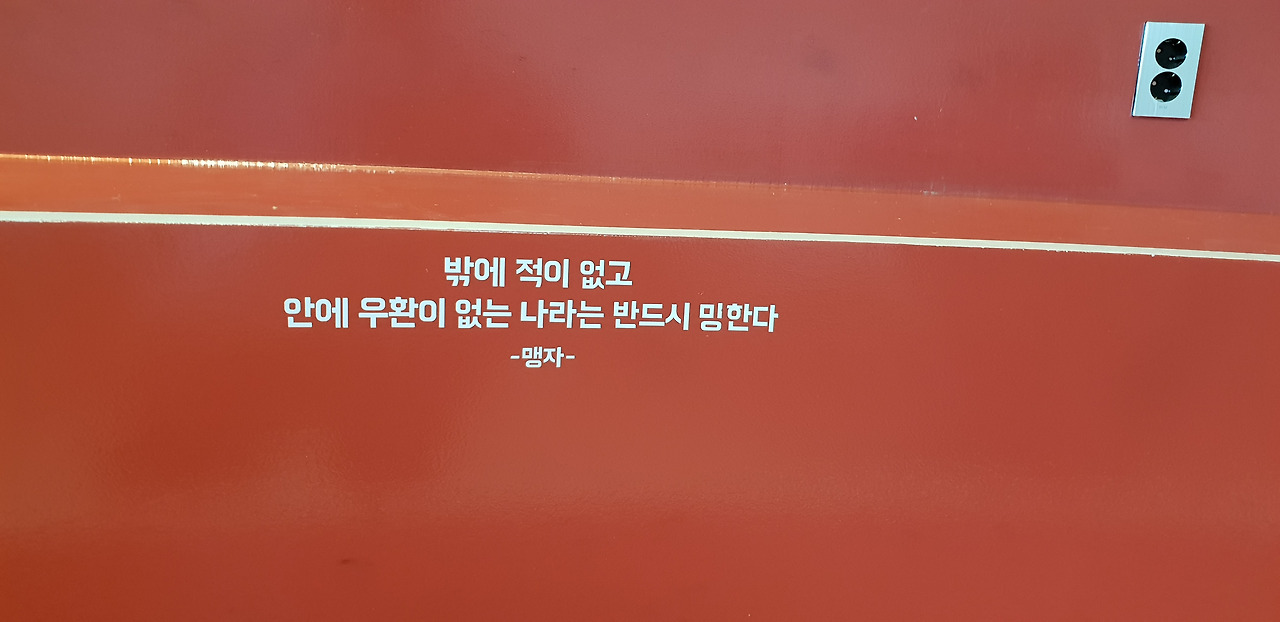 밖에 적이 없고
안에 우환이 없는 나라는 반드시 밍한다
-맹자-